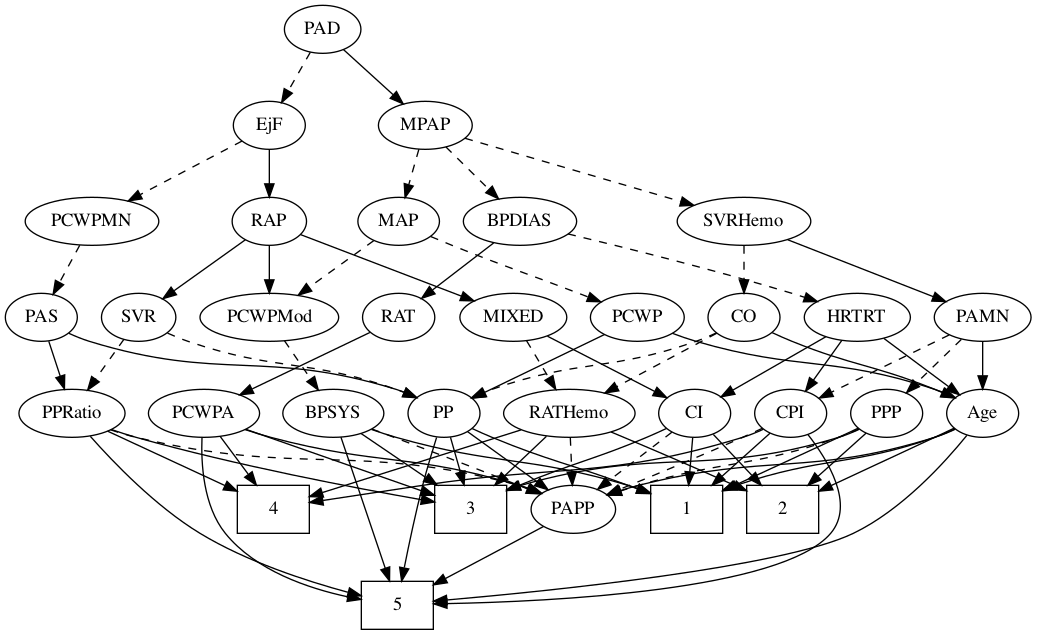 PAD
EjF
MPAP
PCWPMN
RAP
MAP
BPDIAS
SVRHemo
PAS
SVR
PCWPMod
RAT
MIXED
PCWP
CO
HRTRT
PAMN
PPRatio
PCWPA
BPSYS
PP
RATHemo
CI
CPI
PPP
Age
4
3
PAPP
1
2
5